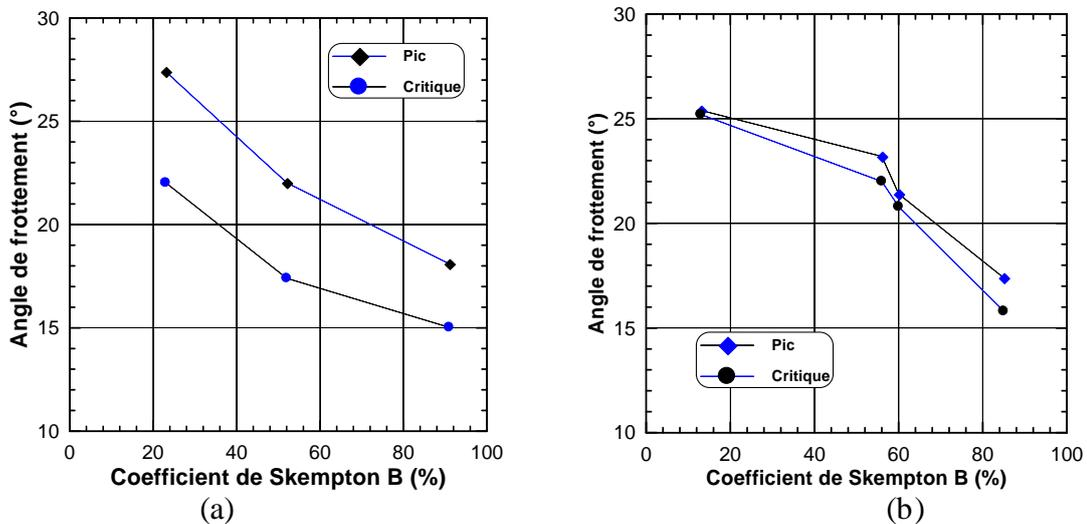 30
25
20
15
10
Angle de frottement (°)
Pic
Critique
0 20 40 60 80 100
Coefficient de Skempton B (%)
(a)
30
25
20
15
10
Angle de frottement (°)
Pic
Critique
0 20 40 60 80 100
Coefficient de Skempton B (%)
(b)